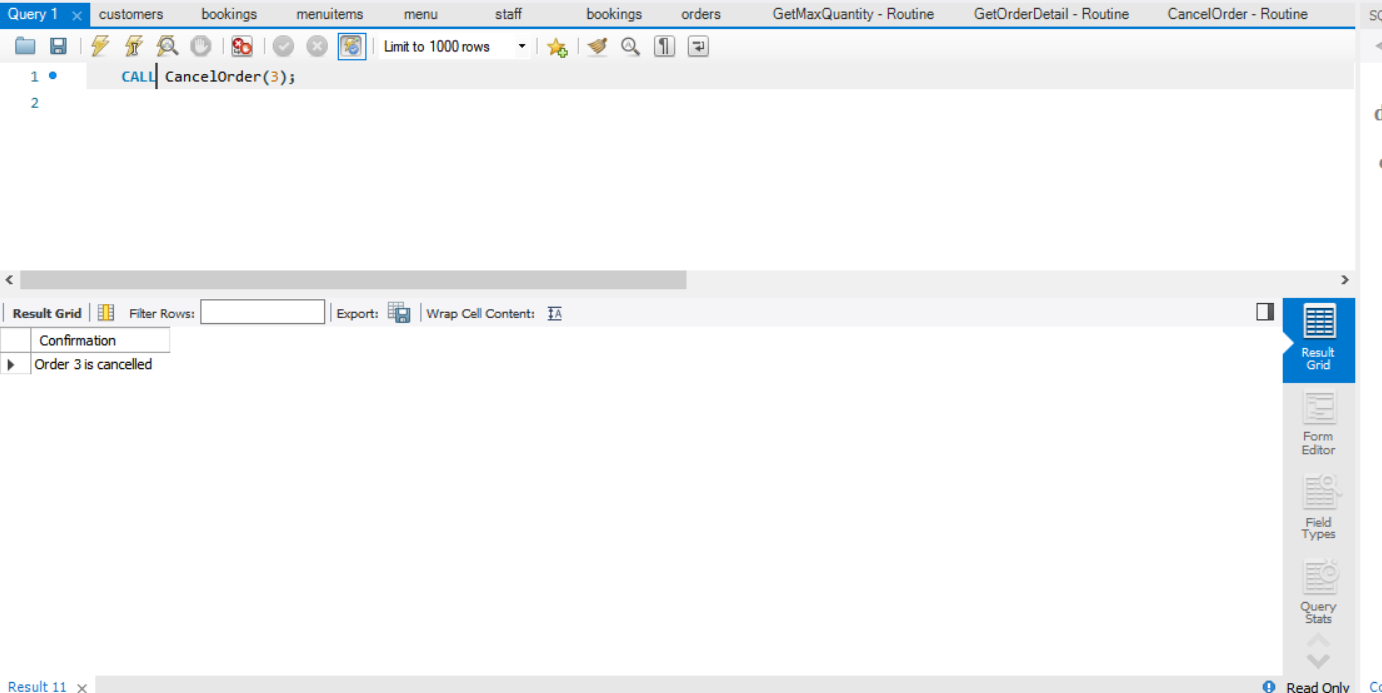 Query 1 customers bookings menuitems menu staff bookings orders GetMaxQuantity - Routine GetOrderDetail - Routine CancelOrder - Routine
Limit to 1000 rows
1 CALL CancelOrder(3);
2
Result Grid Filter Rows: Export: Wrap Cell Content:
Confirmation
Order 3 is cancelled
Result
Grid
Form
Editor
Field
Types
Query
Stats
Result 11 Read Only